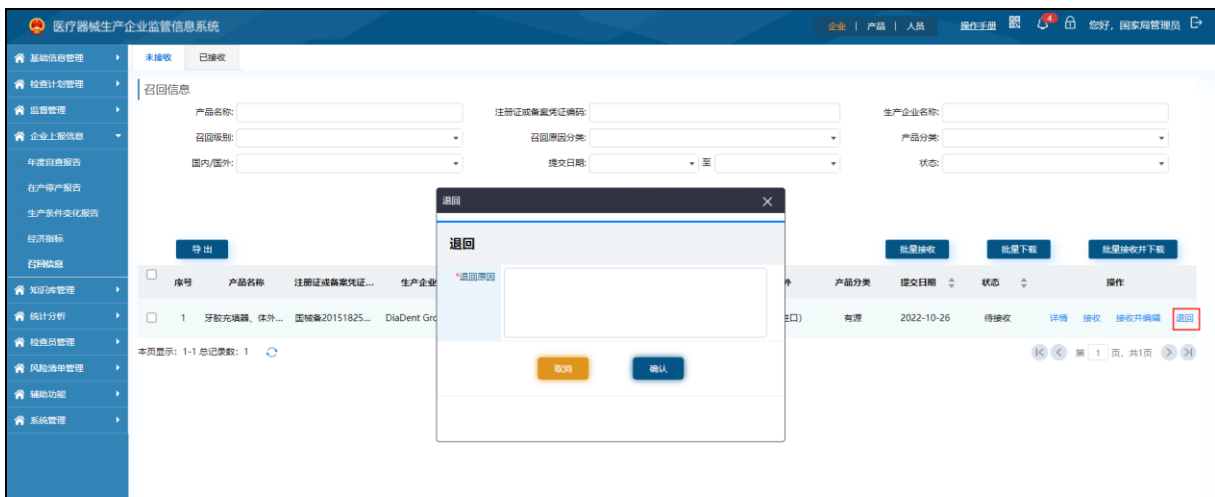 医疗器械生产企业监管信息系统
企业 | 产品 | 人员 操作手册 4 您好，国家局管理员
基础信息管理
检查计划管理
监督管理
企业上报信息
年度自查报告
在产停产报告
生产条件变化报告
经济指标
召回信息
知识库管理
统计分析
检查员管理
风险清单管理
辅助功能
系统管理
未接收 已接收
召回信息
产品名称: 注册证或备案凭证编码: 生产企业名称:
召回级别: 召回原因分类: 产品分类:
国内/国外: 提交日期: 至 状态:
导出 批量接收 批量下载 批量接收并下载
序号 产品名称 注册证或备案凭证... 生产企业 产品分类 提交日期 状态 操作
1 牙胶充填器、体外... 国械备20151825... DiaDent Gro 进口) 有源 2022-10-26 待接收 详情 接收 接收并编辑 退回
本页显示: 1-1 总记录数: 1 第 1 页, 共1页
退回
退回
*退回原因
取消 确认